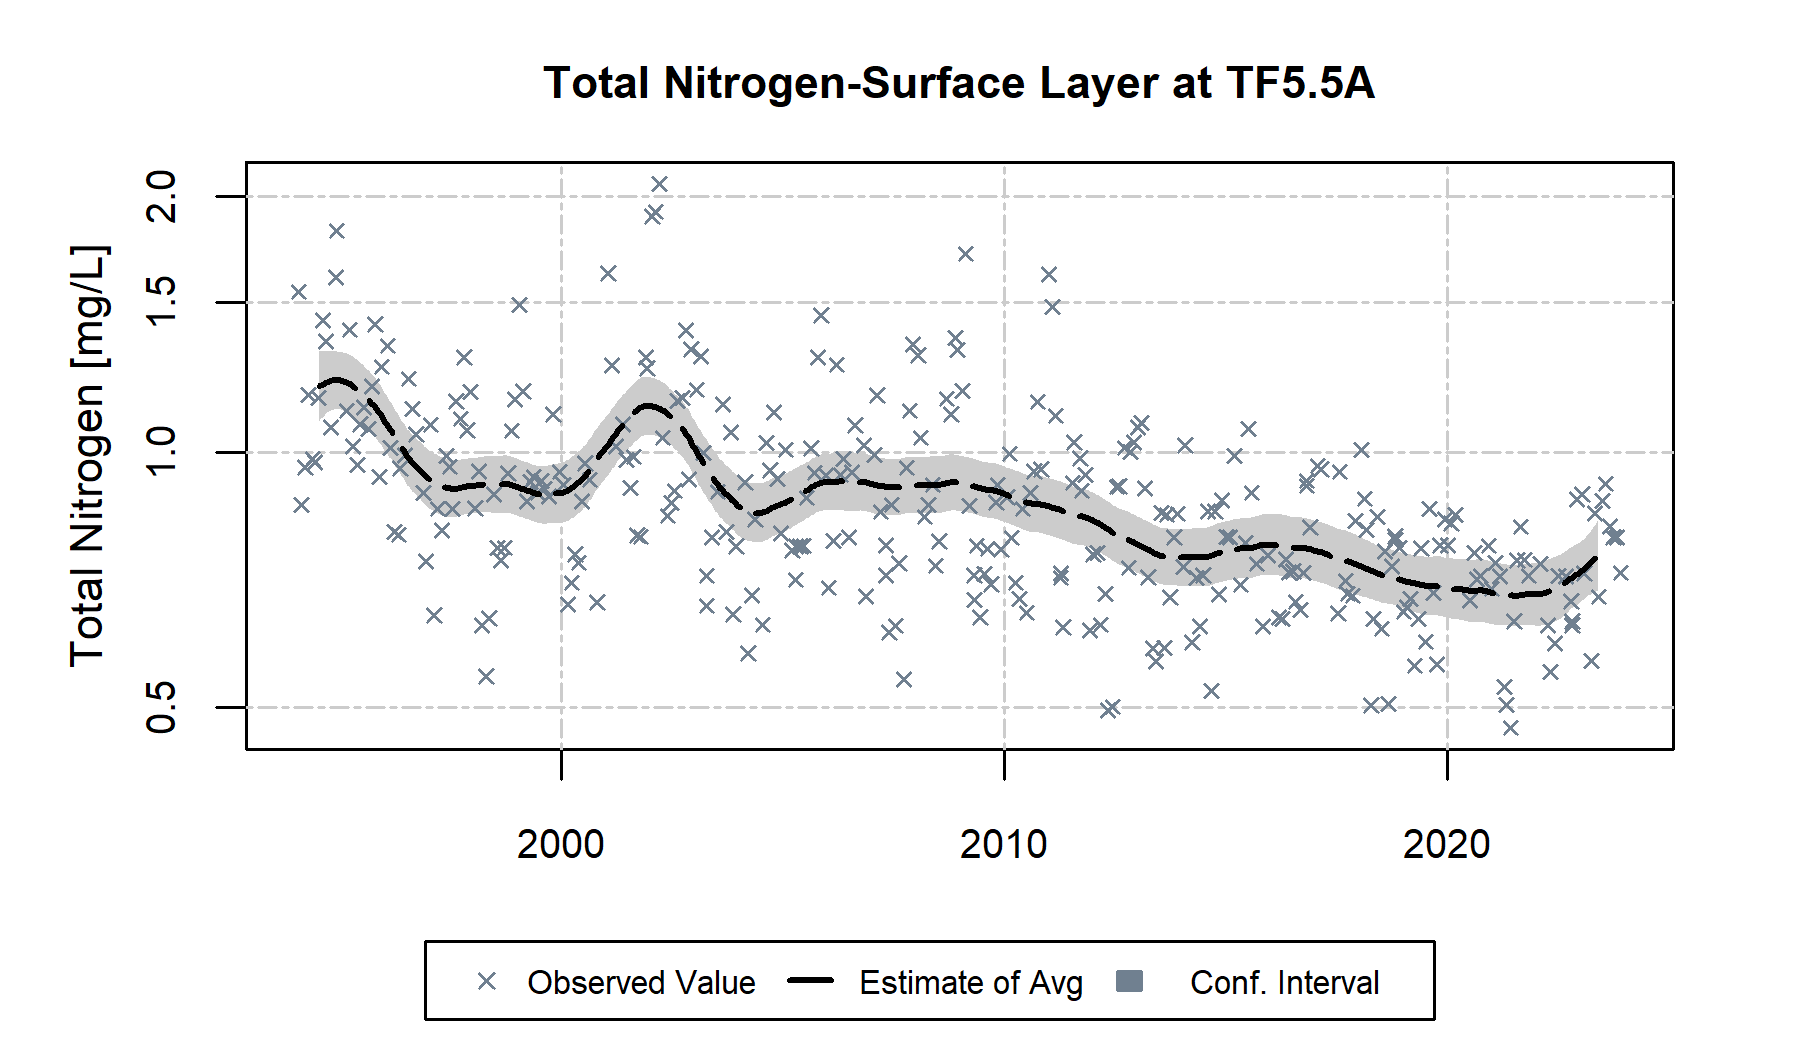 Total Nitrogen-Surface Layer at TF5.5A
Total Nitrogen [mg/L]
2.0
1.5
1.0
0.5
2000 2010 2020
Observed Value Estimate of Avg Conf. Interval